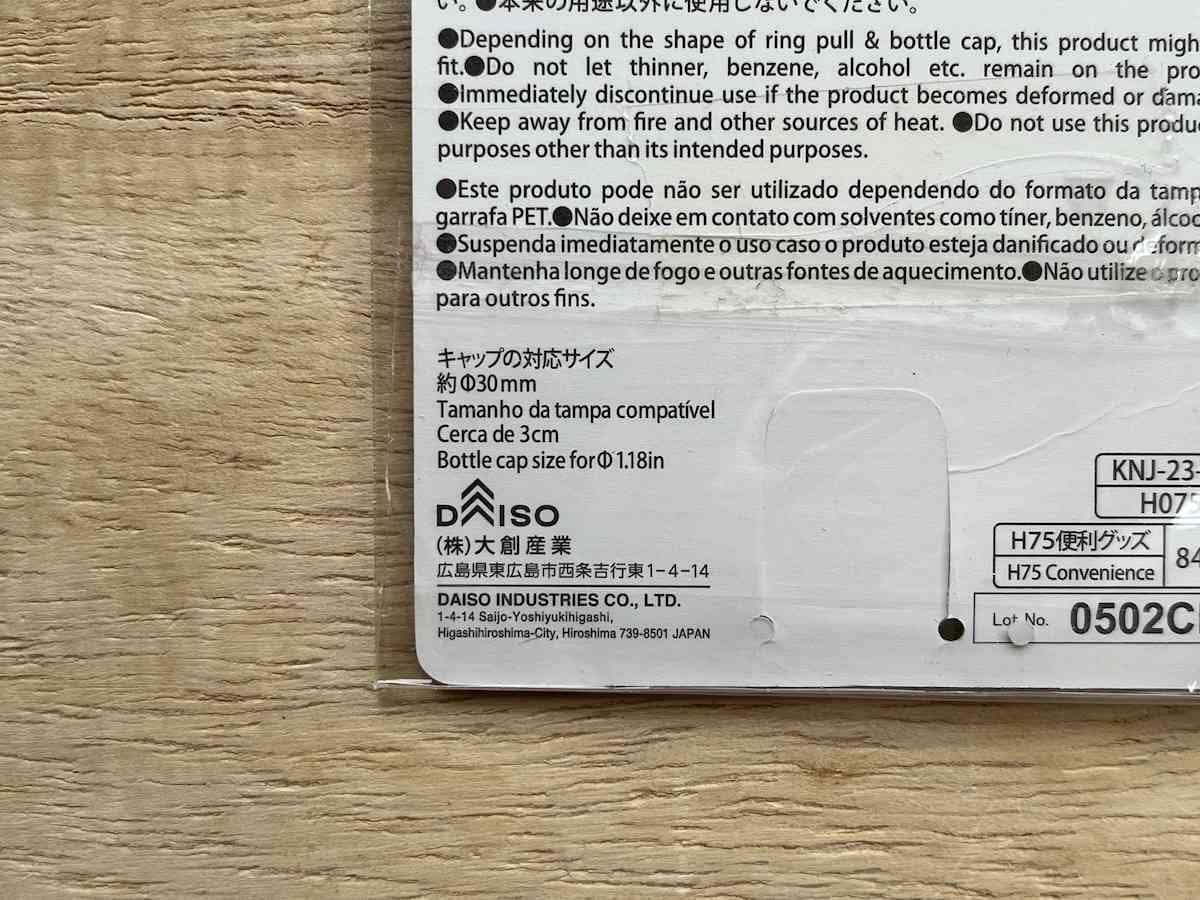 い。●本来の用途以外に使用しないでください。
●Depending on the shape of ring pull & bottle cap, this product migh
fit.●Do not let thinner, benzene, alcohol etc. remain on the pro
●Immediately discontinue use if the product becomes deformed or dama
●Keep away from fire and other sources of heat. ●Do not use this produc
purposes other than its intended purposes.
●Este produto pode não ser utilizado dependendo do formato da tamp
garrafa PET.●Não deixe em contato com solventes como tíner, benzeno, álcoo
●Suspenda imediatamente o uso caso o produto esteja danificado ou deform
●Mantenha longe de fogo e outras fontes de aquecimento.●Não utilize o pro
para outros fins.
キャップの対応サイズ
約Φ30mm
Tamanho da tampa compatível
Cerca de 3cm
Bottle cap size forΦ1.18in
DAISO
(株)大創産業
広島県東広島市西条吉行東1-4-14
DAISO INDUSTRIES CO., LTD.
1-4-14 Saijo-Yoshiyukihigashi,
Higashihiroshima-City, Hiroshima 739-8501 JAPAN
KNJ-23-
H075
H75便利グッズ
H75 Convenience
84
Lot No. 0502C